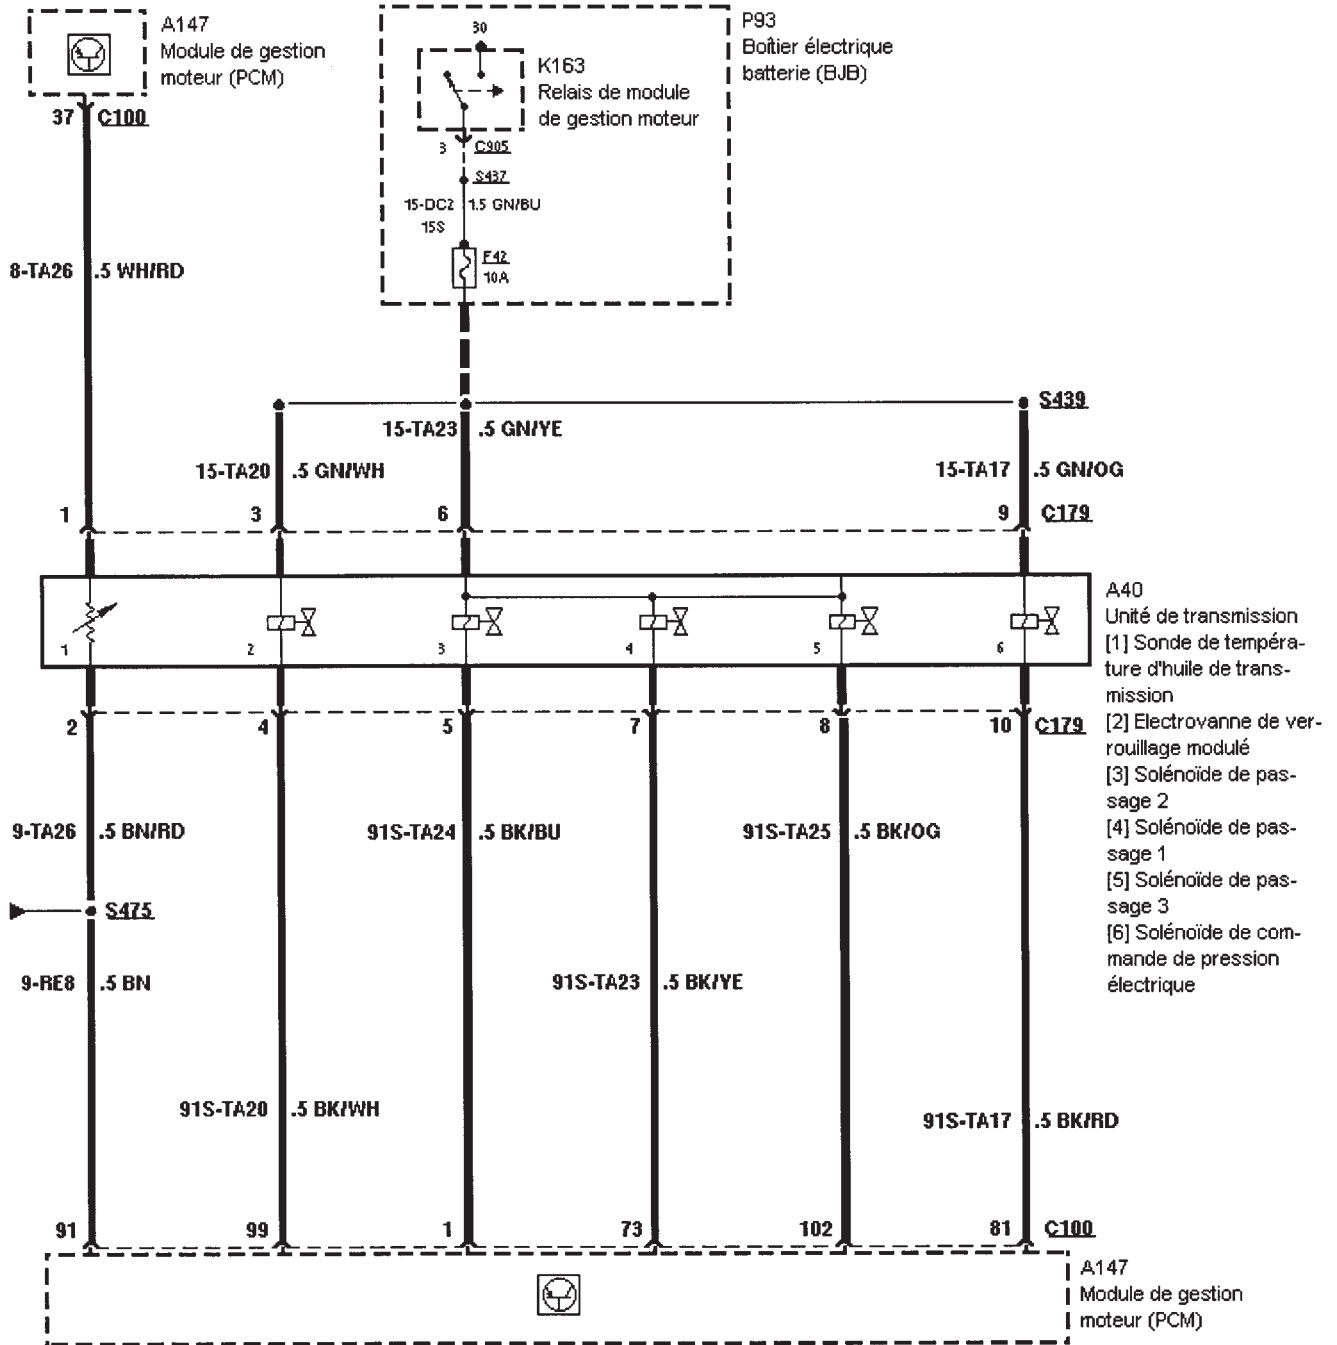 A147
Module de gestion
moteur (PCM)
37 C100
30
K163
Relais de module
de gestion moteur
P93
Boîtier électrique
batterie (BJB)
3 C905
S437
15-DC2 1.5 GN/BU
15S
F42
10A
8-TA26 .5 WH/RD
S439
15-TA23 .5 GN/YE
15-TA20 .5 GN/WH
15-TA17 .5 GN/OG
1 3 6 9 C179
1 2 3 4 5 6
A40
Unité de transmission
[1] Sonde de tempéra-
ture d'huile de trans-
mission
[2] Electrovanne de ver-
rouillage modulé
[3] Solénoïde de pas-
sage 2
[4] Solénoïde de pas-
sage 1
[5] Solénoïde de pas-
sage 3
[6] Solénoïde de com-
mande de pression
électrique
2 4 5 7 8 10 C179
9-TA26 .5 BN/RD
91S-TA24 .5 BK/BU
91S-TA25 .5 BK/OG
S475
9-RE8 .5 BN
91S-TA23 .5 BK/YE
91S-TA20 .5 BK/WH
91S-TA17 .5 BK/RD
91 99 1 73 102 81 C100
A147
Module de gestion
moteur (PCM)